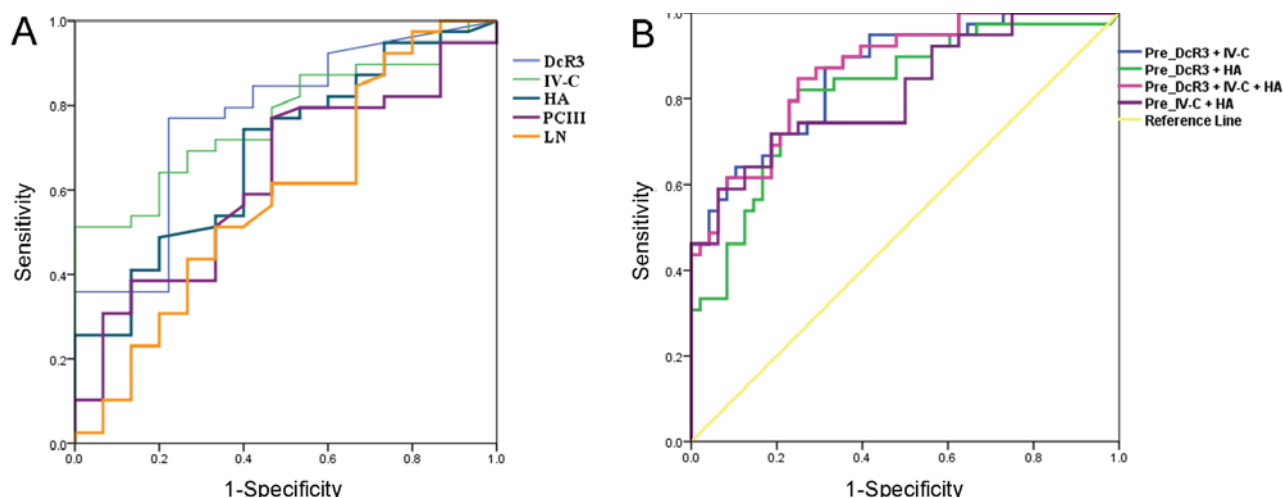 A
1.0
0.8
0.6
0.4
0.2
0.0
Sensitivity
0.0 0.2 0.4 0.6 0.8 1.0
1-Specificity
DcR3
IV-C
HA
PCIII
LN
B
1.0
0.8
0.6
0.4
0.2
0.0
Sensitivity
0.0 0.2 0.4 0.6 0.8 1.0
1-Specificity
Pre_DcR3 + IV-C
Pre_DcR3 + HA
Pre_DcR3 + IV-C + HA
Pre_IV-C + HA
Reference Line